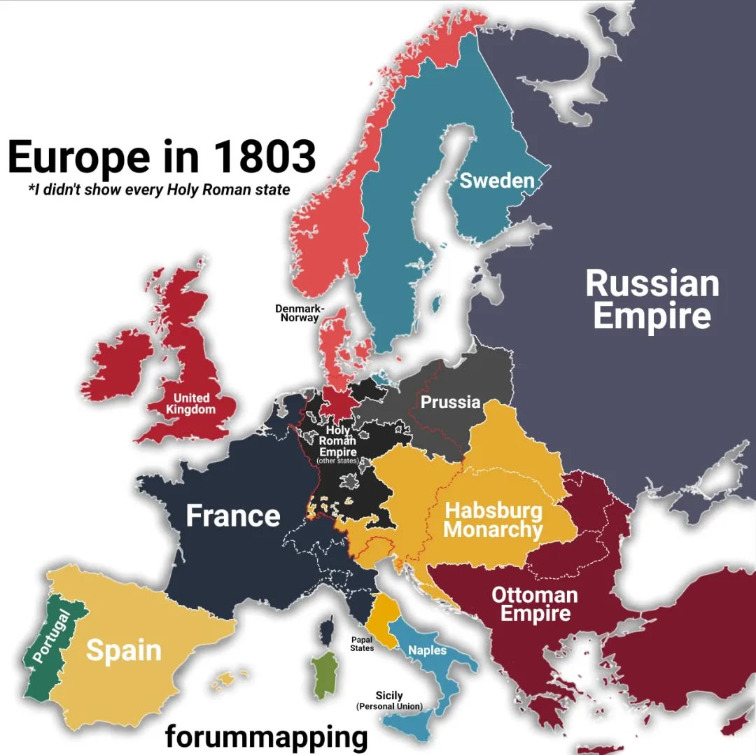 Europe in 1803
*I didn't show every Holy Roman state
Sweden
Russian
Empire
Denmark-
Norway
United
Kingdom
Prussia
Holy
Roman
Empire
(other states)
France
Habsburg
Monarchy
Ottoman
Empire
Portugal
Spain
Papal
States
Naples
Sicily
(Personal Union)
forummapping